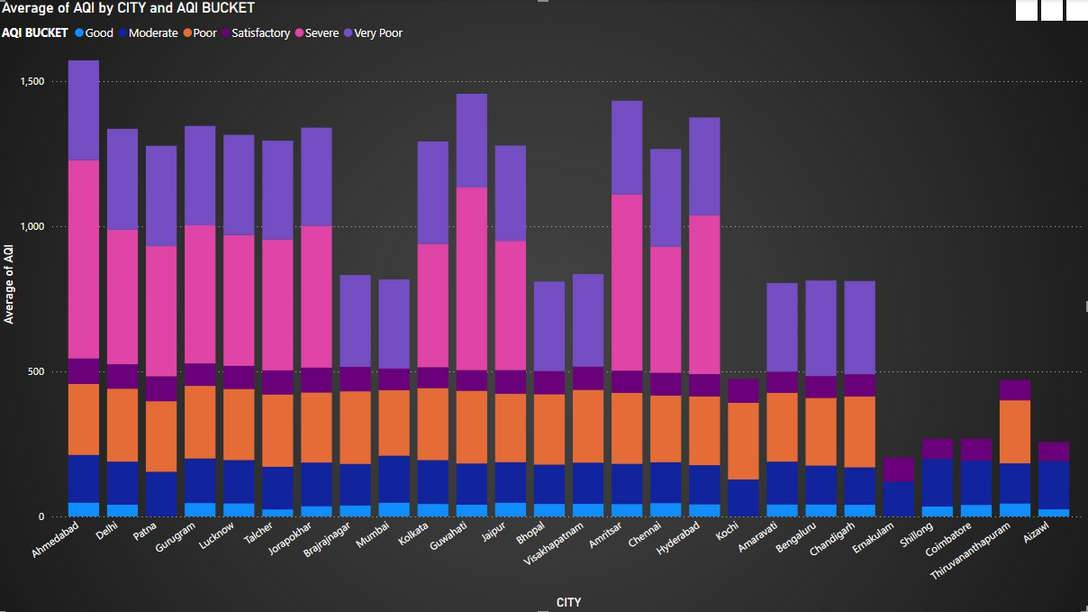 Average of AQI by CITY and AQI BUCKET
AQI BUCKET Good Moderate Poor Satisfactory Severe Very Poor
1,500
1,000
500
0
Average of AQI
Ahmedabad
Delhi
Patna
Gurugram
Lucknow
Talcher
Jorapokhar
Brajrajnagar
Mumbai
Kolkata
Guwahati
Jaipur
Bhopal
Visakhapatnam
Amritsar
Chennai
Hyderabad
Kochi
Amaravati
Bengaluru
Chandigarh
Ernakulam
Shillong
Coimbatore
Thiruvananthapuram
Aizawl
CITY